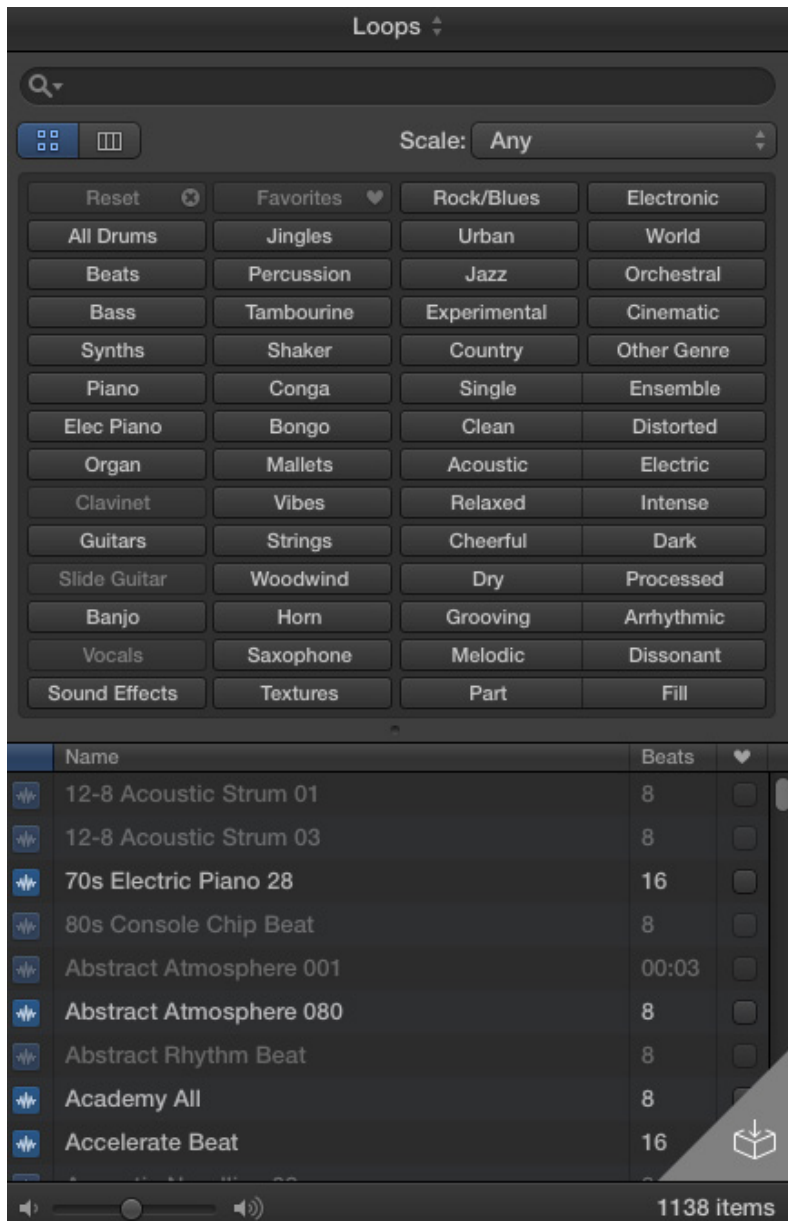 Loops
Scale: Any
Reset Favorites Rock/Blues Electronic
All Drums Jingles Urban World
Beats Percussion Jazz Orchestral
Bass Tambourine Experimental Cinematic
Synths Shaker Country Other Genre
Piano Conga Single Ensemble
Elec Piano Bongo Clean Distorted
Organ Mallets Acoustic Electric
Clavinet Vibes Relaxed Intense
Guitars Strings Cheerful Dark
Slide Guitar Woodwind Dry Processed
Banjo Horn Grooving Arrhythmic
Vocals Saxophone Melodic Dissonant
Sound Effects Textures Part Fill
Name Beats
12-8 Acoustic Strum 01 8
12-8 Acoustic Strum 03 8
70s Electric Piano 28 16
80s Console Chip Beat 8
Abstract Atmosphere 001 00:03
Abstract Atmosphere 080 8
Abstract Rhythm Beat 8
Academy All 8
Accelerate Beat 16
1138 items